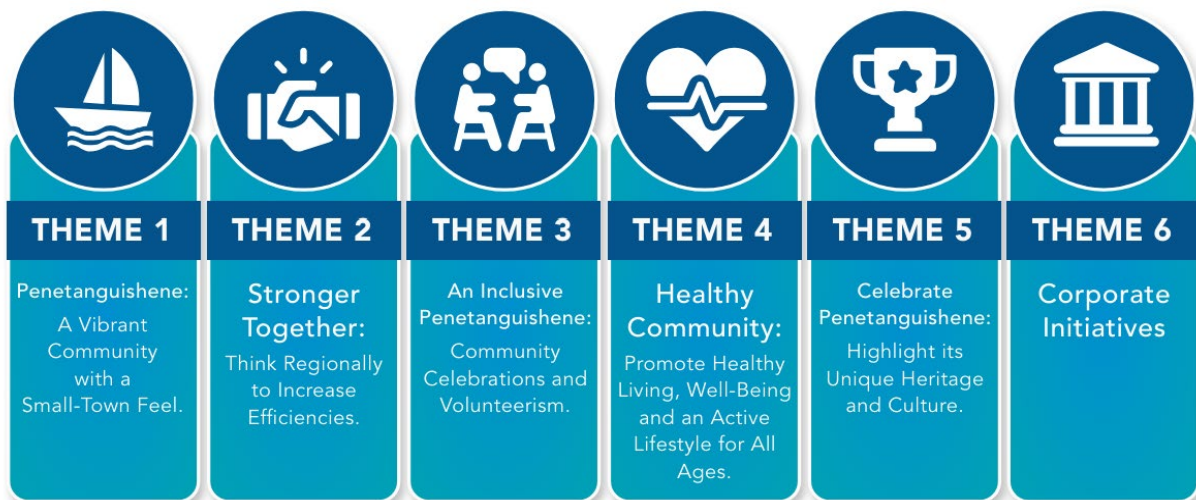 THEME 1
Penetanguishene:
A Vibrant
Community
with a
Small-Town Feel.
THEME 2
Stronger
Together:
Think Regionally
to Increase
Efficiencies.
THEME 3
An Inclusive
Penetanguishene:
Community
Celebrations and
Volunteerism.
THEME 4
Healthy
Community:
Promote Healthy
Living, Well-Being
and an Active
Lifestyle for All
Ages.
THEME 5
Celebrate
Penetanguishene:
Highlight its
Unique Heritage
and Culture.
THEME 6
Corporate
Initiatives